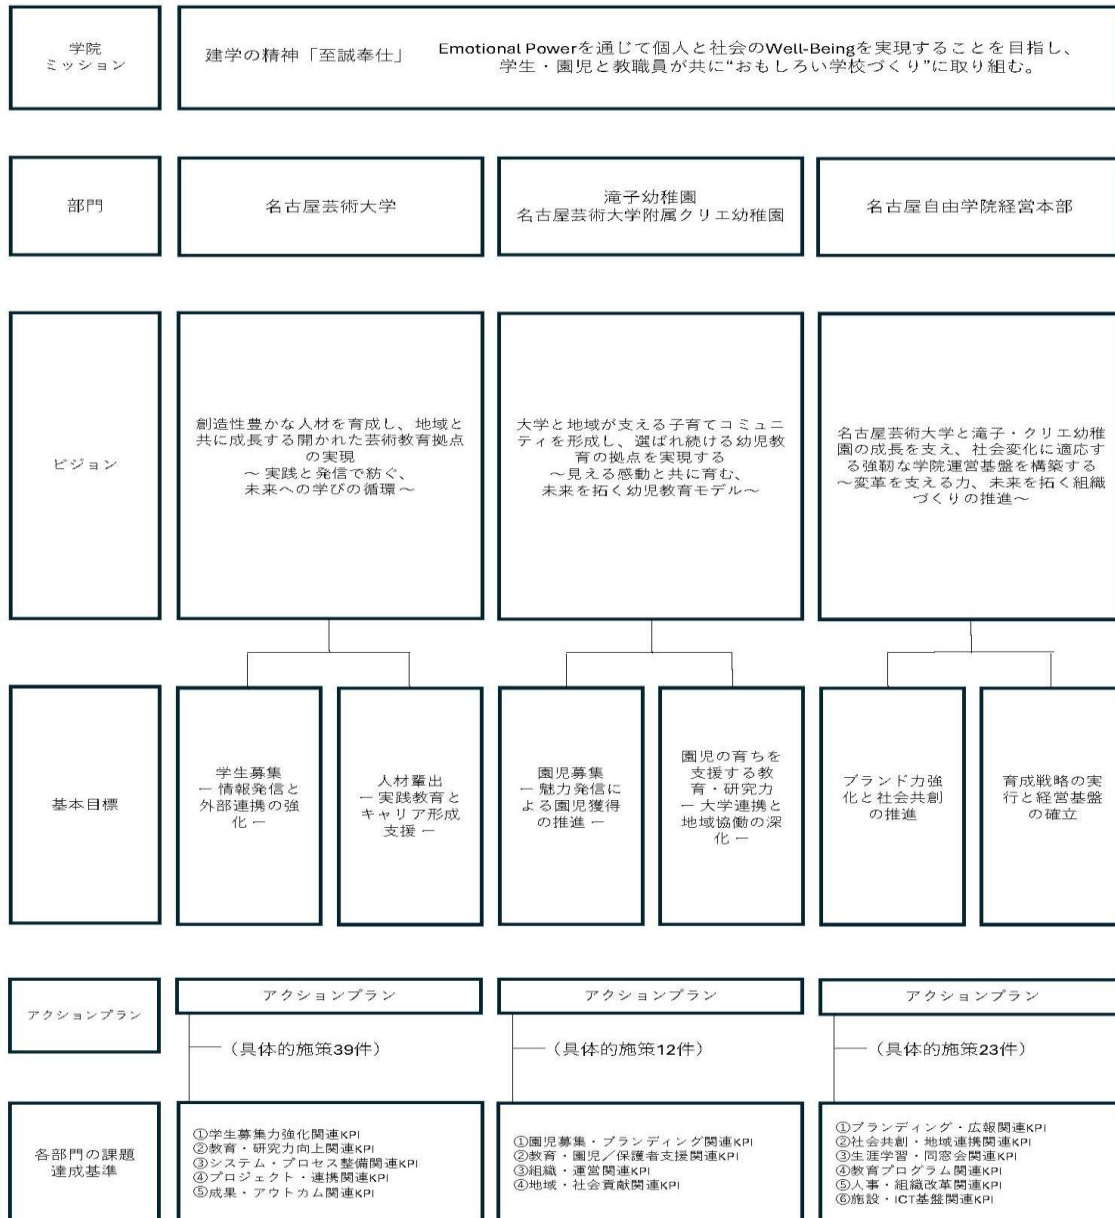 学院
ミッション
建学の精神「至誠奉仕」
Emotional Powerを通じて個人と社会のWell-Beingを実現することを目指し、
学生・園児と教職員が共に“おもしろい学校づくり”に取り組む。
部門
名古屋芸術大学
滝子幼稚園
名古屋芸術大学附属クリエ幼稚園
名古屋自由学院経営本部
ビジョン
創造性豊かな人材を育成し、地域と
共に成長する開かれた芸術教育拠点
の実現
～ 実践と発信で紡ぐ、
未来への学びの循環 ～
大学と地域が支える子育てコミュニ
ティを形成し、選ばれ続ける幼児教
育の拠点を実現する
～見える感動と共に育む、
未来を拓く幼児教育モデル～
名古屋芸術大学と滝子・クリエ幼稚
園の成長を支え、社会変化に適応す
る強靭な学院運営基盤を構築する
～変革を支える力、未来を拓く組織
づくりの推進～
基本目標
学生募集
― 情報発信と
外部連携の強
化 ―
人材輩出
― 実践教育と
キャリア形成
支援 ―
園児募集
― 魅力発信に
よる園児獲得
の推進 ―
園児の育ちを
支援する教
育・研究力
― 大学連携と
地域協働の深
化 ―
ブランド力強
化と社会共創
の推進
育成戦略の実
行と経営基盤
の確立
アクションプラン
アクションプラン
（具体的施策39件）
アクションプラン
（具体的施策12件）
アクションプラン
（具体的施策23件）
各部門の課題
達成基準
①学生募集力強化関連KPI
②教育・研究力向上関連KPI
③システム・プロセス整備関連KPI
④プロジェクト・連携関連KPI
⑤成果・アウトカム関連KPI
①園児募集・ブランディング関連KPI
②教育・園児／保護者支援関連KPI
③組織・運営関連KPI
④地域・社会貢献関連KPI
①ブランディング・広報関連KPI
②社会共創・地域連携関連KPI
③生涯学習・同窓会関連KPI
④教育プログラム関連KPI
⑤人事・組織改革関連KPI
⑥施設・ICT基盤関連KPI